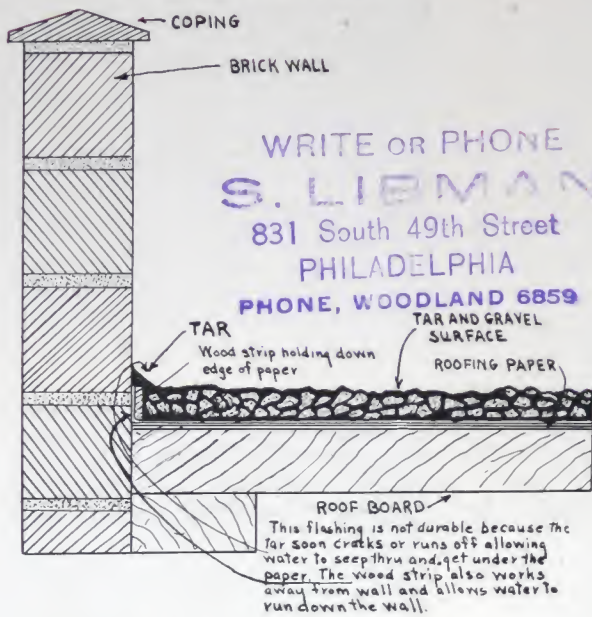 COPING
BRICK WALL
WRITE OR PHONE
S. LIBMAN
831 South 49th Street
PHILADELPHIA
PHONE, WOODLAND 6859
TAR
TAR AND GRAVEL
SURFACE
Wood strip holding down
edge of paper
ROOFING PAPER
ROOF BOARD
This flashing is not durable because the
tar soon cracks or runs off allowing
water to seep thru and get under the
paper. The wood strip also works
away from wall and allows water to
run down the wall.